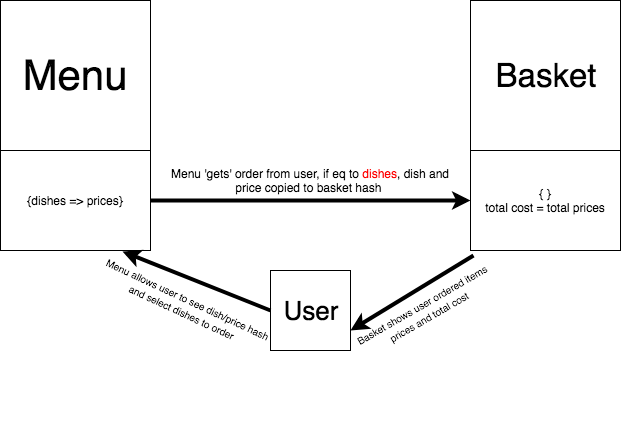 Menu
Basket
Menu 'gets' order from user, if eq to dishes, dish and
price copied to basket hash
{dishes => prices}
{ }
total cost = total prices
Menu allows user to see dish/price hash
and select dishes to order
User
Basket shows user ordered items
prices and total cost